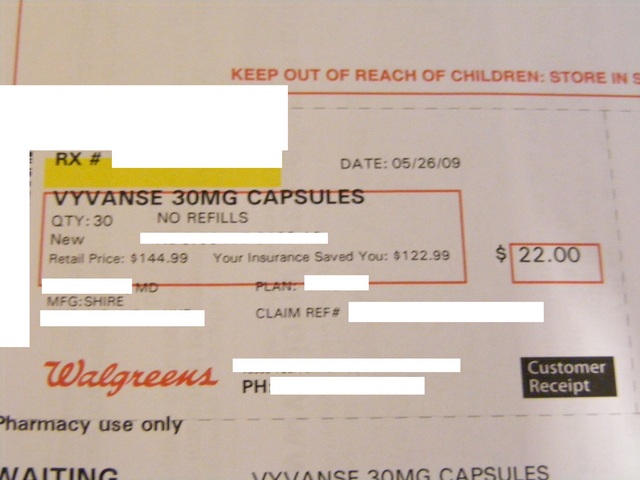 KEEP OUT OF REACH OF CHILDREN: STORE IN S
RX #
DATE: 05/26/09
VYVANSE 30MG CAPSULES
QTY: 30 NO REFILLS
New
Retail Price: $144.99 Your Insurance Saved You: $122.99
$ 22.00
MD PLAN:
MFG:SHIRE
CLAIM REF#
Walgreens
PH:
Customer
Receipt
Pharmacy use only
WAITING VYVANSE 30MG CAPSULES